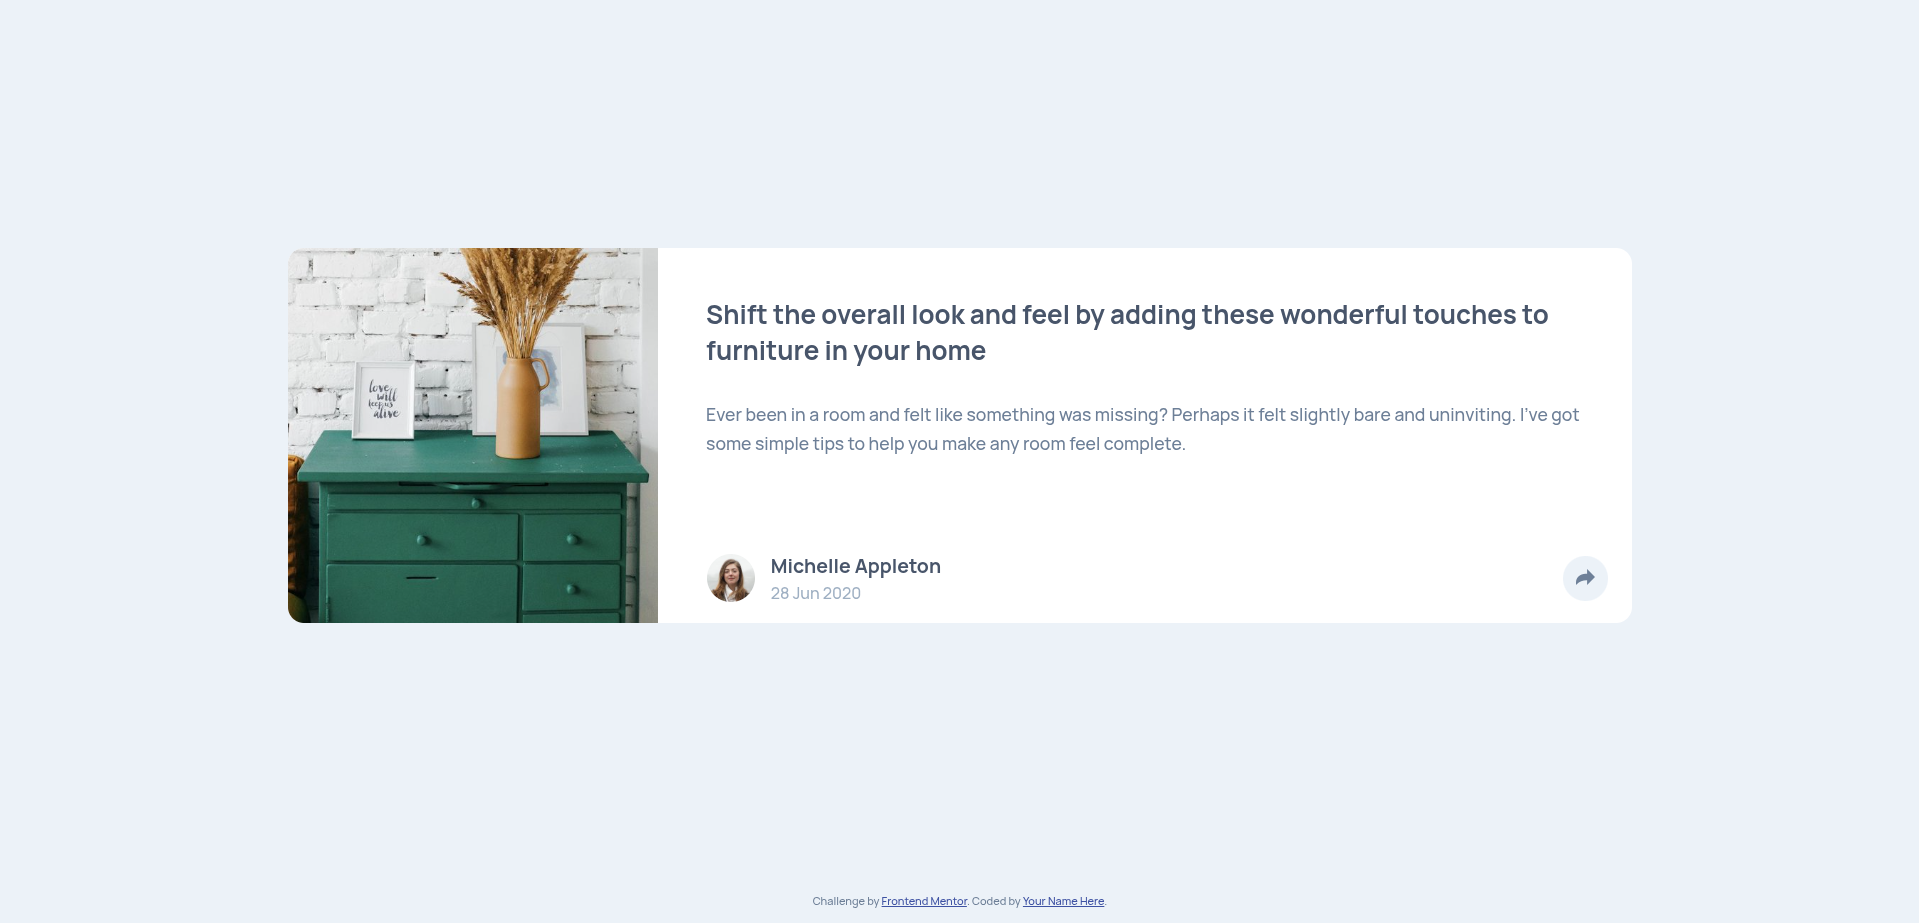 love
will
keep us
alive
Shift the overall look and feel by adding these wonderful touches to
furniture in your home
Ever been in a room and felt like something was missing? Perhaps it felt slightly bare and uninviting. I’ve got
some simple tips to help you make any room feel complete.
Michelle Appleton
28 Jun 2020
Challenge by Frontend Mentor. Coded by Your Name Here.